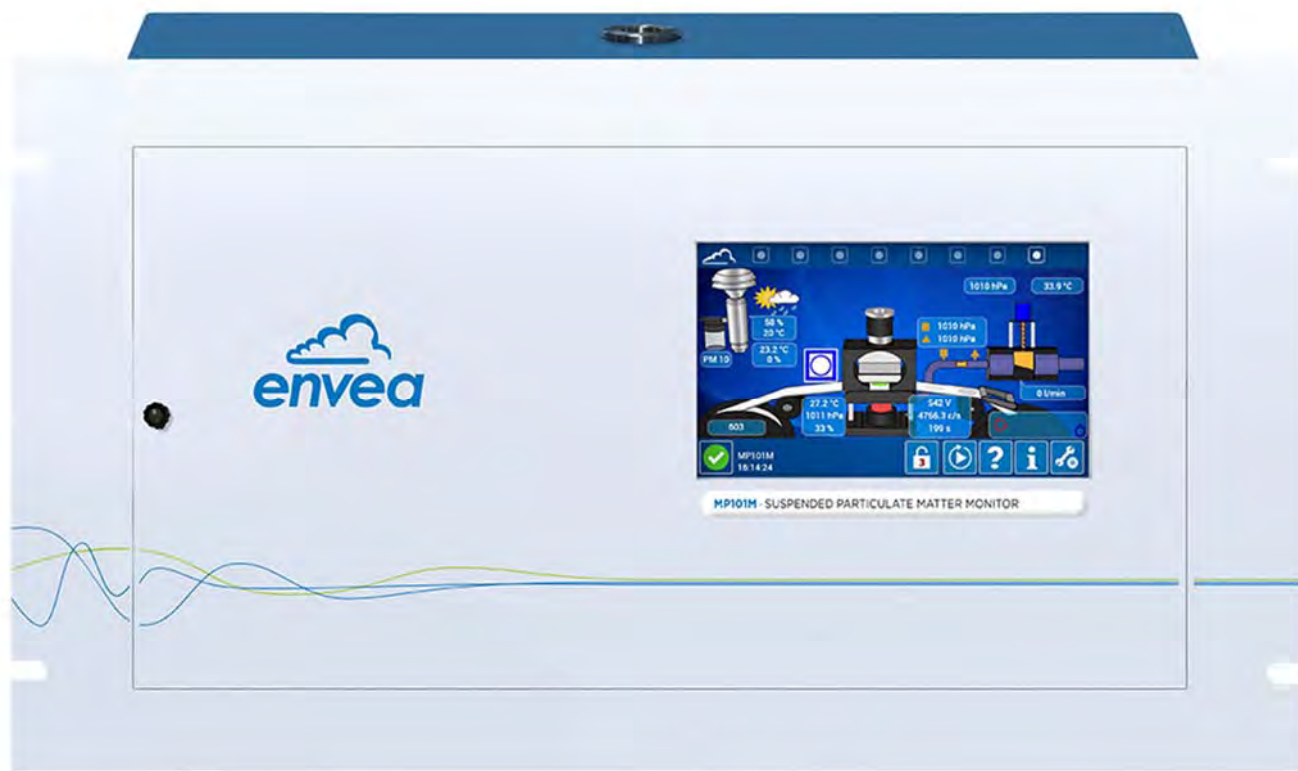 envea
1010 hPa
33.9 °C
58 %
20 °C
1010 hPa
1010 hPa
23.2 °C
0 %
PM 10
0 l/min
27.2 °C
1011 hPa
33 %
542 V
4766.3 c/s
199 s
603
MP101M
16:14:24
3
?
i
MP101M - SUSPENDED PARTICULATE MATTER MONITOR